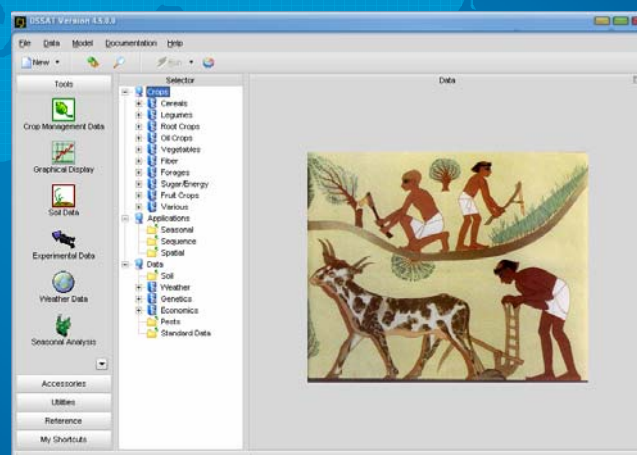 DSSAT Version 4.5.0.0
File Data Model Documentation Help
New Run
Tools
Crop Management Data
Graphical Display
Soil Data
Experimental Data
Weather Data
Seasonal Analysis
Accessories
Utilities
Reference
My Shortcuts
Selector
Crops
Cereals
Legumes
Root Crops
Oil Crops
Vegetables
Fiber
Forages
Sugar/Energy
Fruit Crops
Various
Applications
Seasonal
Sequence
Spatial
Data
Soil
Weather
Genetics
Economics
Pests
Standard Data
Data